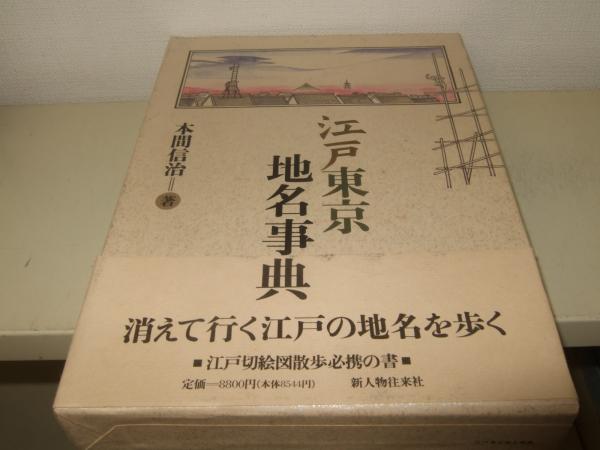 江戸東京
地名事典
本間信治＝著
消えて行く江戸の地名を歩く
■江戸切絵図散歩必携の書■
定価＝8800円(本体8544円)　新人物往来社